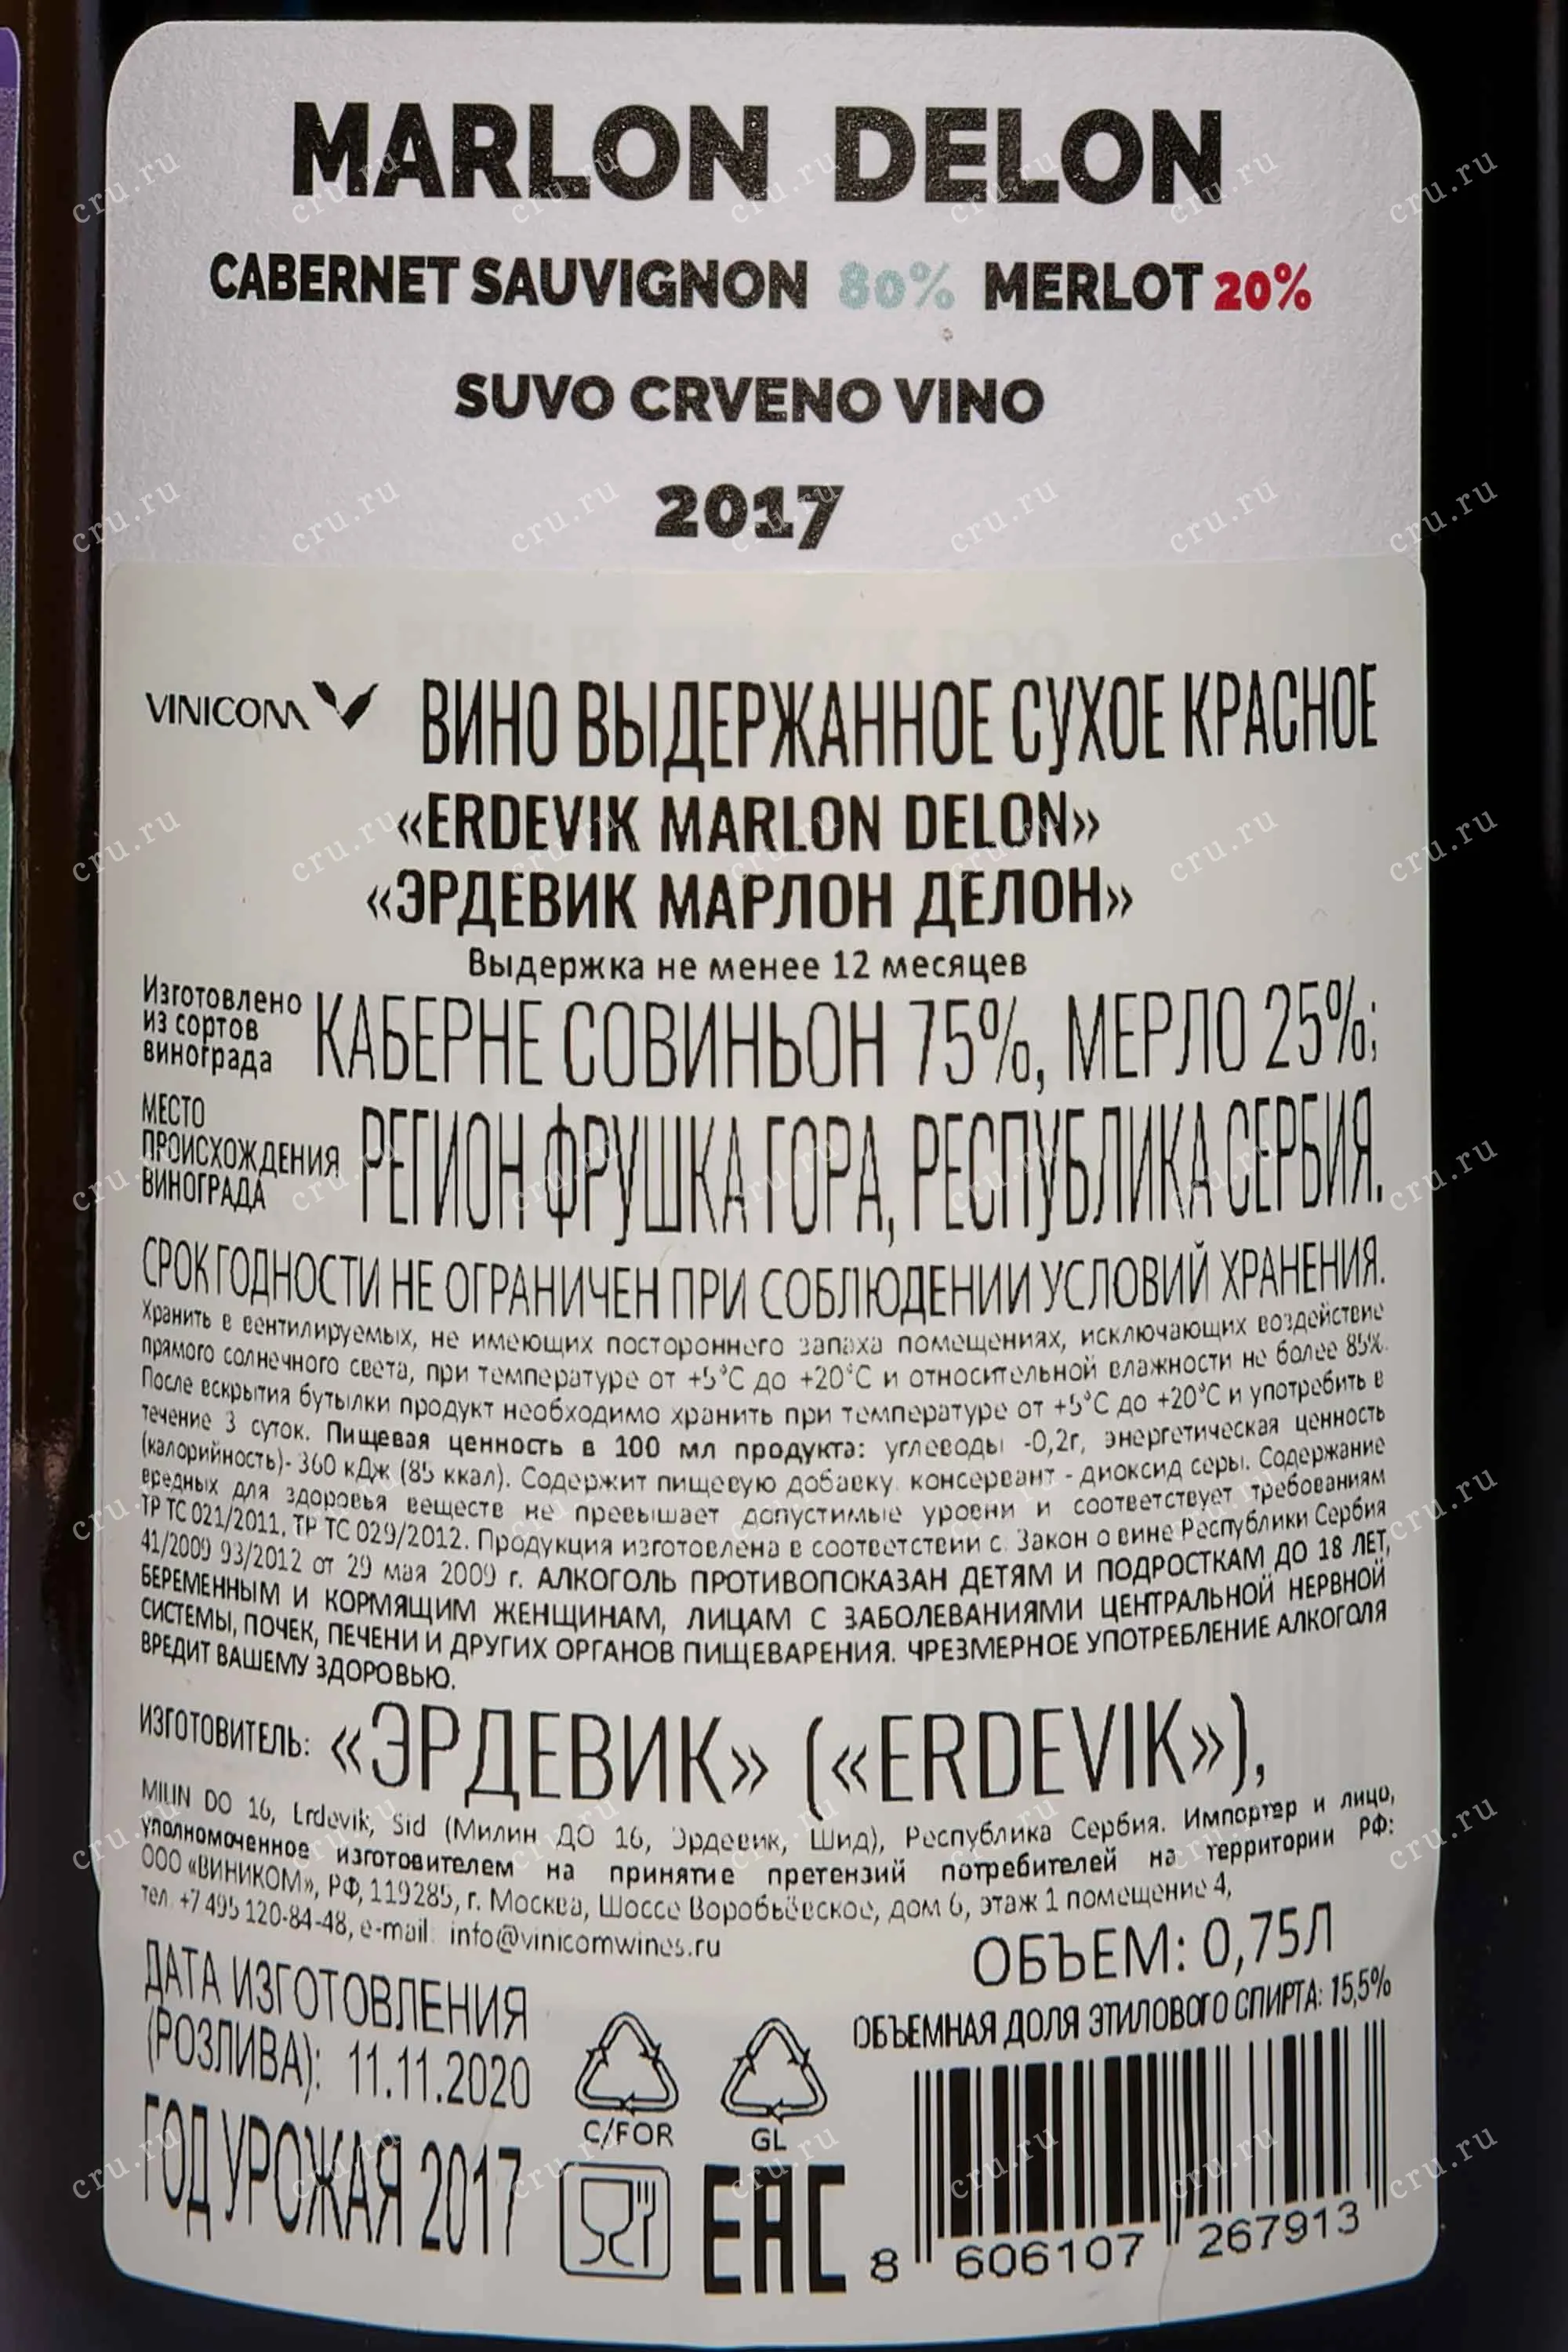 MARLON DELON
CABERNET SAUVIGNON 80% MERLOT 20%
SUVO CRVENO VINO
2017
VINICOM
ВИНО ВЫДЕРЖАННОЕ СУХОЕ КРАСНОЕ
«ERDEVIK MARLON DELON»
«ЭРДЕВИК МАРЛОН ДЕЛОН»
Выдержка не менее 12 месяцев
Изготовлено
из сортов
винограда
КАБЕРНЕ СОВИНЬОН 75%, МЕРЛО 25%;
МЕСТО
ПРОИСХОЖДЕНИЯ
ВИНОГРАДА
РЕГИОН ФРУШКА ГОРА, РЕСПУБЛИКА СЕРБИЯ.
СРОК ГОДНОСТИ НЕ ОГРАНИЧЕН ПРИ СОБЛЮДЕНИИ УСЛОВИЙ ХРАНЕНИЯ.
Хранить в вентилируемых, не имеющих постороннего запаха помещениях, исключающих воздействие
прямого солнечного света, при температуре от +5°С до +20°С и относительной влажности не более 85%.
После вскрытия бутылки продукт необходимо хранить при температуре от +5°С до +20°С и употребить в
течение 3 суток. Пищевая ценность в 100 мл продукта: углеводы -0,2г, энергетическая ценность
(калорийность)- 360 кДж (85 ккал). Содержит пищевую добавку: консервант - диоксид серы. Содержание
вредных для здоровья веществ не превышает допустимые уровни и соответствует требованиям
ТР ТС 021/2011, ТР ТС 029/2012. Продукция изготовлена в соответствии с: Закон о вине Республики Сербия
41/2009 93/2012 от 29 мая 2009 г. АЛКОГОЛЬ ПРОТИВОПОКАЗАН ДЕТЯМ И ПОДРОСТКАМ ДО 18 ЛЕТ,
БЕРЕМЕННЫМ И КОРМЯЩИМ ЖЕНЩИНАМ, ЛИЦАМ С ЗАБОЛЕВАНИЯМИ ЦЕНТРАЛЬНОЙ НЕРВНОЙ
СИСТЕМЫ, ПОЧЕК, ПЕЧЕНИ И ДРУГИХ ОРГАНОВ ПИЩЕВАРЕНИЯ. ЧРЕЗМЕРНОЕ УПОТРЕБЛЕНИЕ АЛКОГОЛЯ
ВРЕДИТ ВАШЕМУ ЗДОРОВЬЮ.
ИЗГОТОВИТЕЛЬ: «ЭРДЕВИК» («ERDEVIK»),
MILIN DO 16, Erdevik, Sid (Милин ДО 16, Эрдевик, Шид), Республика Сербия. Импортер и лицо,
уполномоченное изготовителем на принятие претензий потребителей на территории РФ:
ООО «ВИНИКОМ», РФ, 119285, г. Москва, Шоссе Воробьёвское, дом 6, этаж 1 помещение 4,
тел. +7 495 120-84-48, e-mail: info@vinicomwines.ru
ОБЪЕМ: 0,75Л
ОБЪЕМНАЯ ДОЛЯ ЭТИЛОВОГО СПИРТА: 15,5%
ДАТА ИЗГОТОВЛЕНИЯ
(РОЗЛИВА): 11.11.2020
ГОД УРОЖАЯ 2017
C/FOR
GL
EAC
8 606107 267913
cru.ru